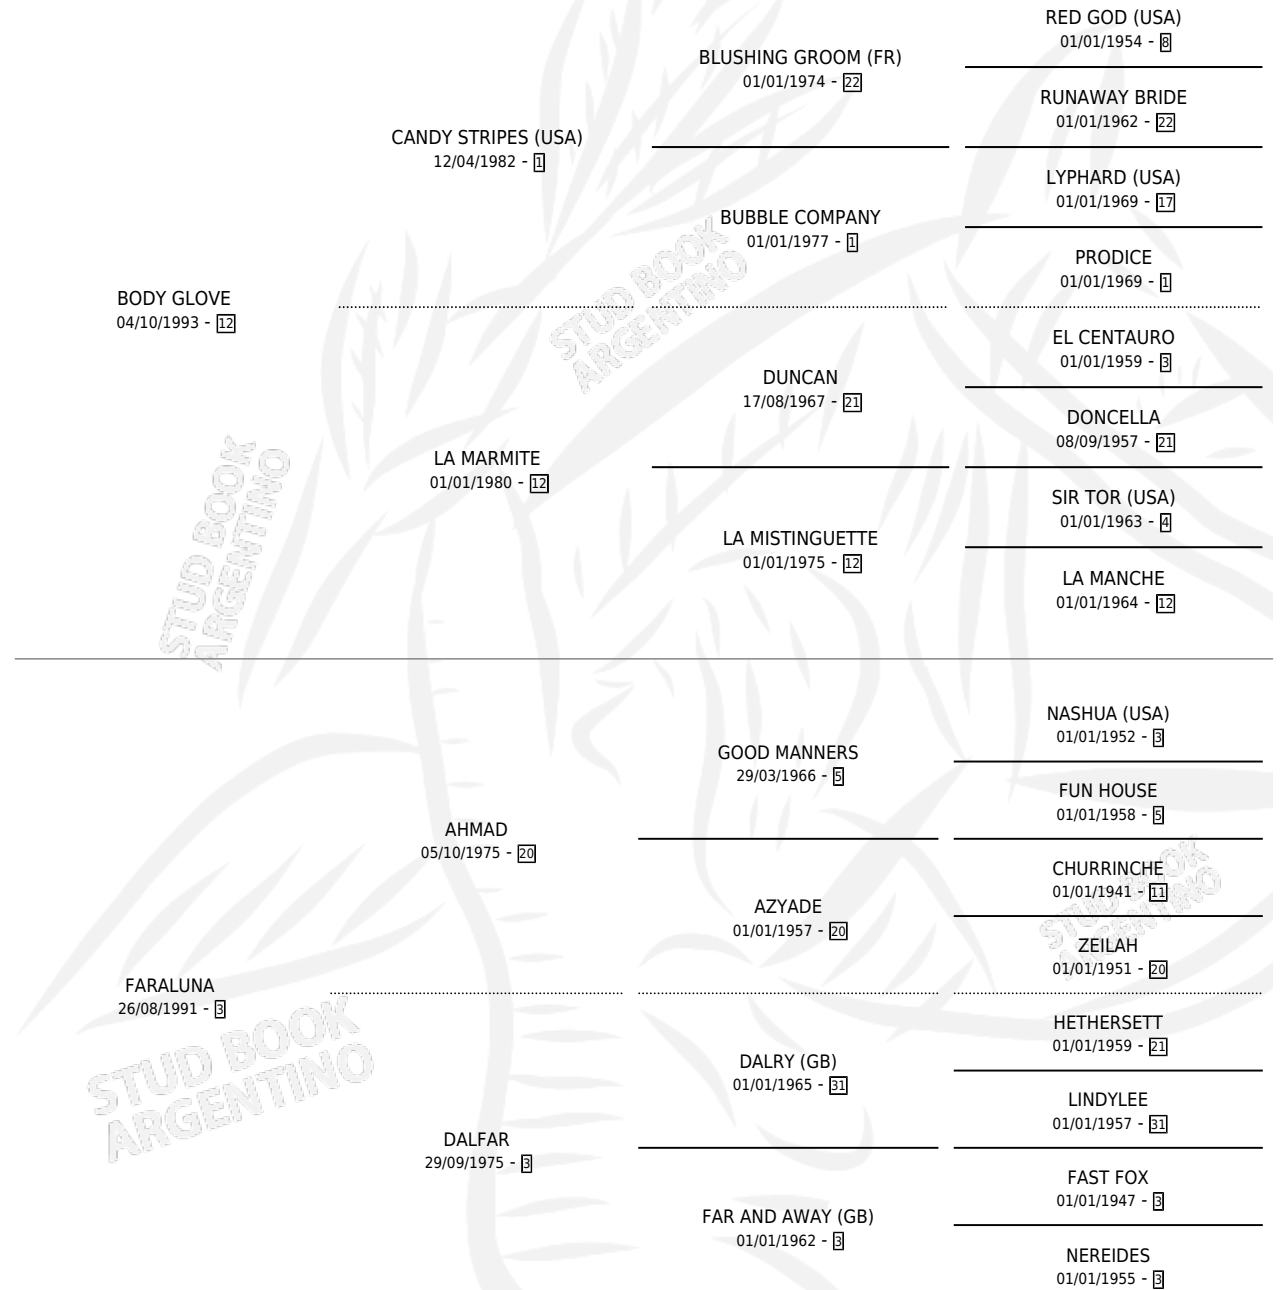 RED GOD (USA)
01/01/1954 - 8
BLUSHING GROOM (FR)
01/01/1974 - 22
RUNAWAY BRIDE
01/01/1962 - 22
CANDY STRIPES (USA)
12/04/1982 - 1
LYPHARD (USA)
01/01/1969 - 17
BUBBLE COMPANY
01/01/1977 - 1
PRODICE
01/01/1969 - 1
BODY GLOVE
04/10/1993 - 12
EL CENTAURO
01/01/1959 - 3
DUNCAN
17/08/1967 - 21
DONCELLA
08/09/1957 - 21
LA MARMITE
01/01/1980 - 12
SIR TOR (USA)
01/01/1963 - 4
LA MISTINGUETTE
01/01/1975 - 12
LA MANCHE
01/01/1964 - 12
NASHUA (USA)
01/01/1952 - 3
GOOD MANNERS
29/03/1966 - 5
FUN HOUSE
01/01/1958 - 5
AHMAD
05/10/1975 - 20
CHURRINCHE
01/01/1941 - 11
AZYADE
01/01/1957 - 20
ZEILAH
01/01/1951 - 20
FARALUNA
26/08/1991 - 3
HETHERSETT
01/01/1959 - 21
DALRY (GB)
01/01/1965 - 31
LINDYLEE
01/01/1957 - 31
DALFAR
29/09/1975 - 3
FAST FOX
01/01/1947 - 3
FAR AND AWAY (GB)
01/01/1962 - 3
NEREIDES
01/01/1955 - 3
STUD BOOK
ARGENTINO
STUD BOOK
ARGENTINO
STUD BOOK
ARGENTINO
STUD BOOK
ARGENTINO